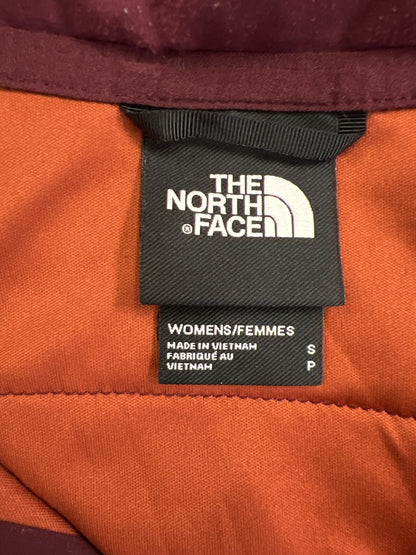 THE
NORTH
® FACE
WOMENS/FEMMES
MADE IN VIETNAM S
FABRIQUÉ AU P
VIETNAM